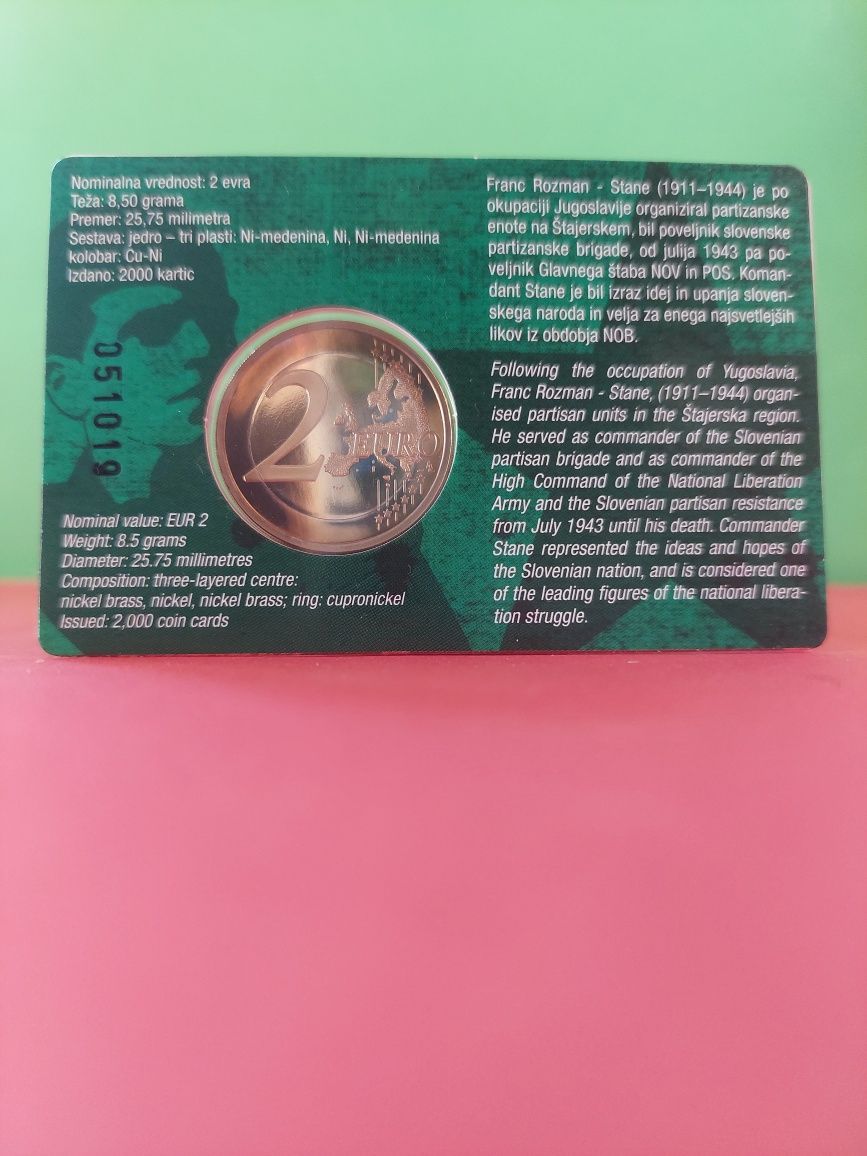 Nominalna vrednost: 2 evra
Teža: 8,50 grama
Premer: 25,75 milimetra
Sestava: jedro – tri plasti: Ni-medenina, Ni, Ni-medenina
kolobar: Cu-Ni
Izdano: 2000 kartic
051019
2 EURO
Nominal value: EUR 2
Weight: 8.5 grams
Diameter: 25.75 millimetres
Composition: three-layered centre:
nickel brass, nickel, nickel brass; ring: cupronickel
Issued: 2,000 coin cards
Franc Rozman - Stane (1911–1944) je po
okupaciji Jugoslavije organiziral partizanske
enote na Štajerskem, bil poveljnik slovenske
partizanske brigade, od julija 1943 pa po-
veljnik Glavnega štaba NOV in POS. Koman-
dant Stane je bil izraz idej in upanja sloven-
skega naroda in velja za enega najsvetlejših
likov iz obdobja NOB.
Following the occupation of Yugoslavia,
Franc Rozman - Stane, (1911–1944) organ-
ised partisan units in the Štajerska region.
He served as commander of the Slovenian
partisan brigade and as commander of the
High Command of the National Liberation
Army and the Slovenian partisan resistance
from July 1943 until his death. Commander
Stane represented the ideas and hopes of
the Slovenian nation, and is considered one
of the leading figures of the national libera-
tion struggle.